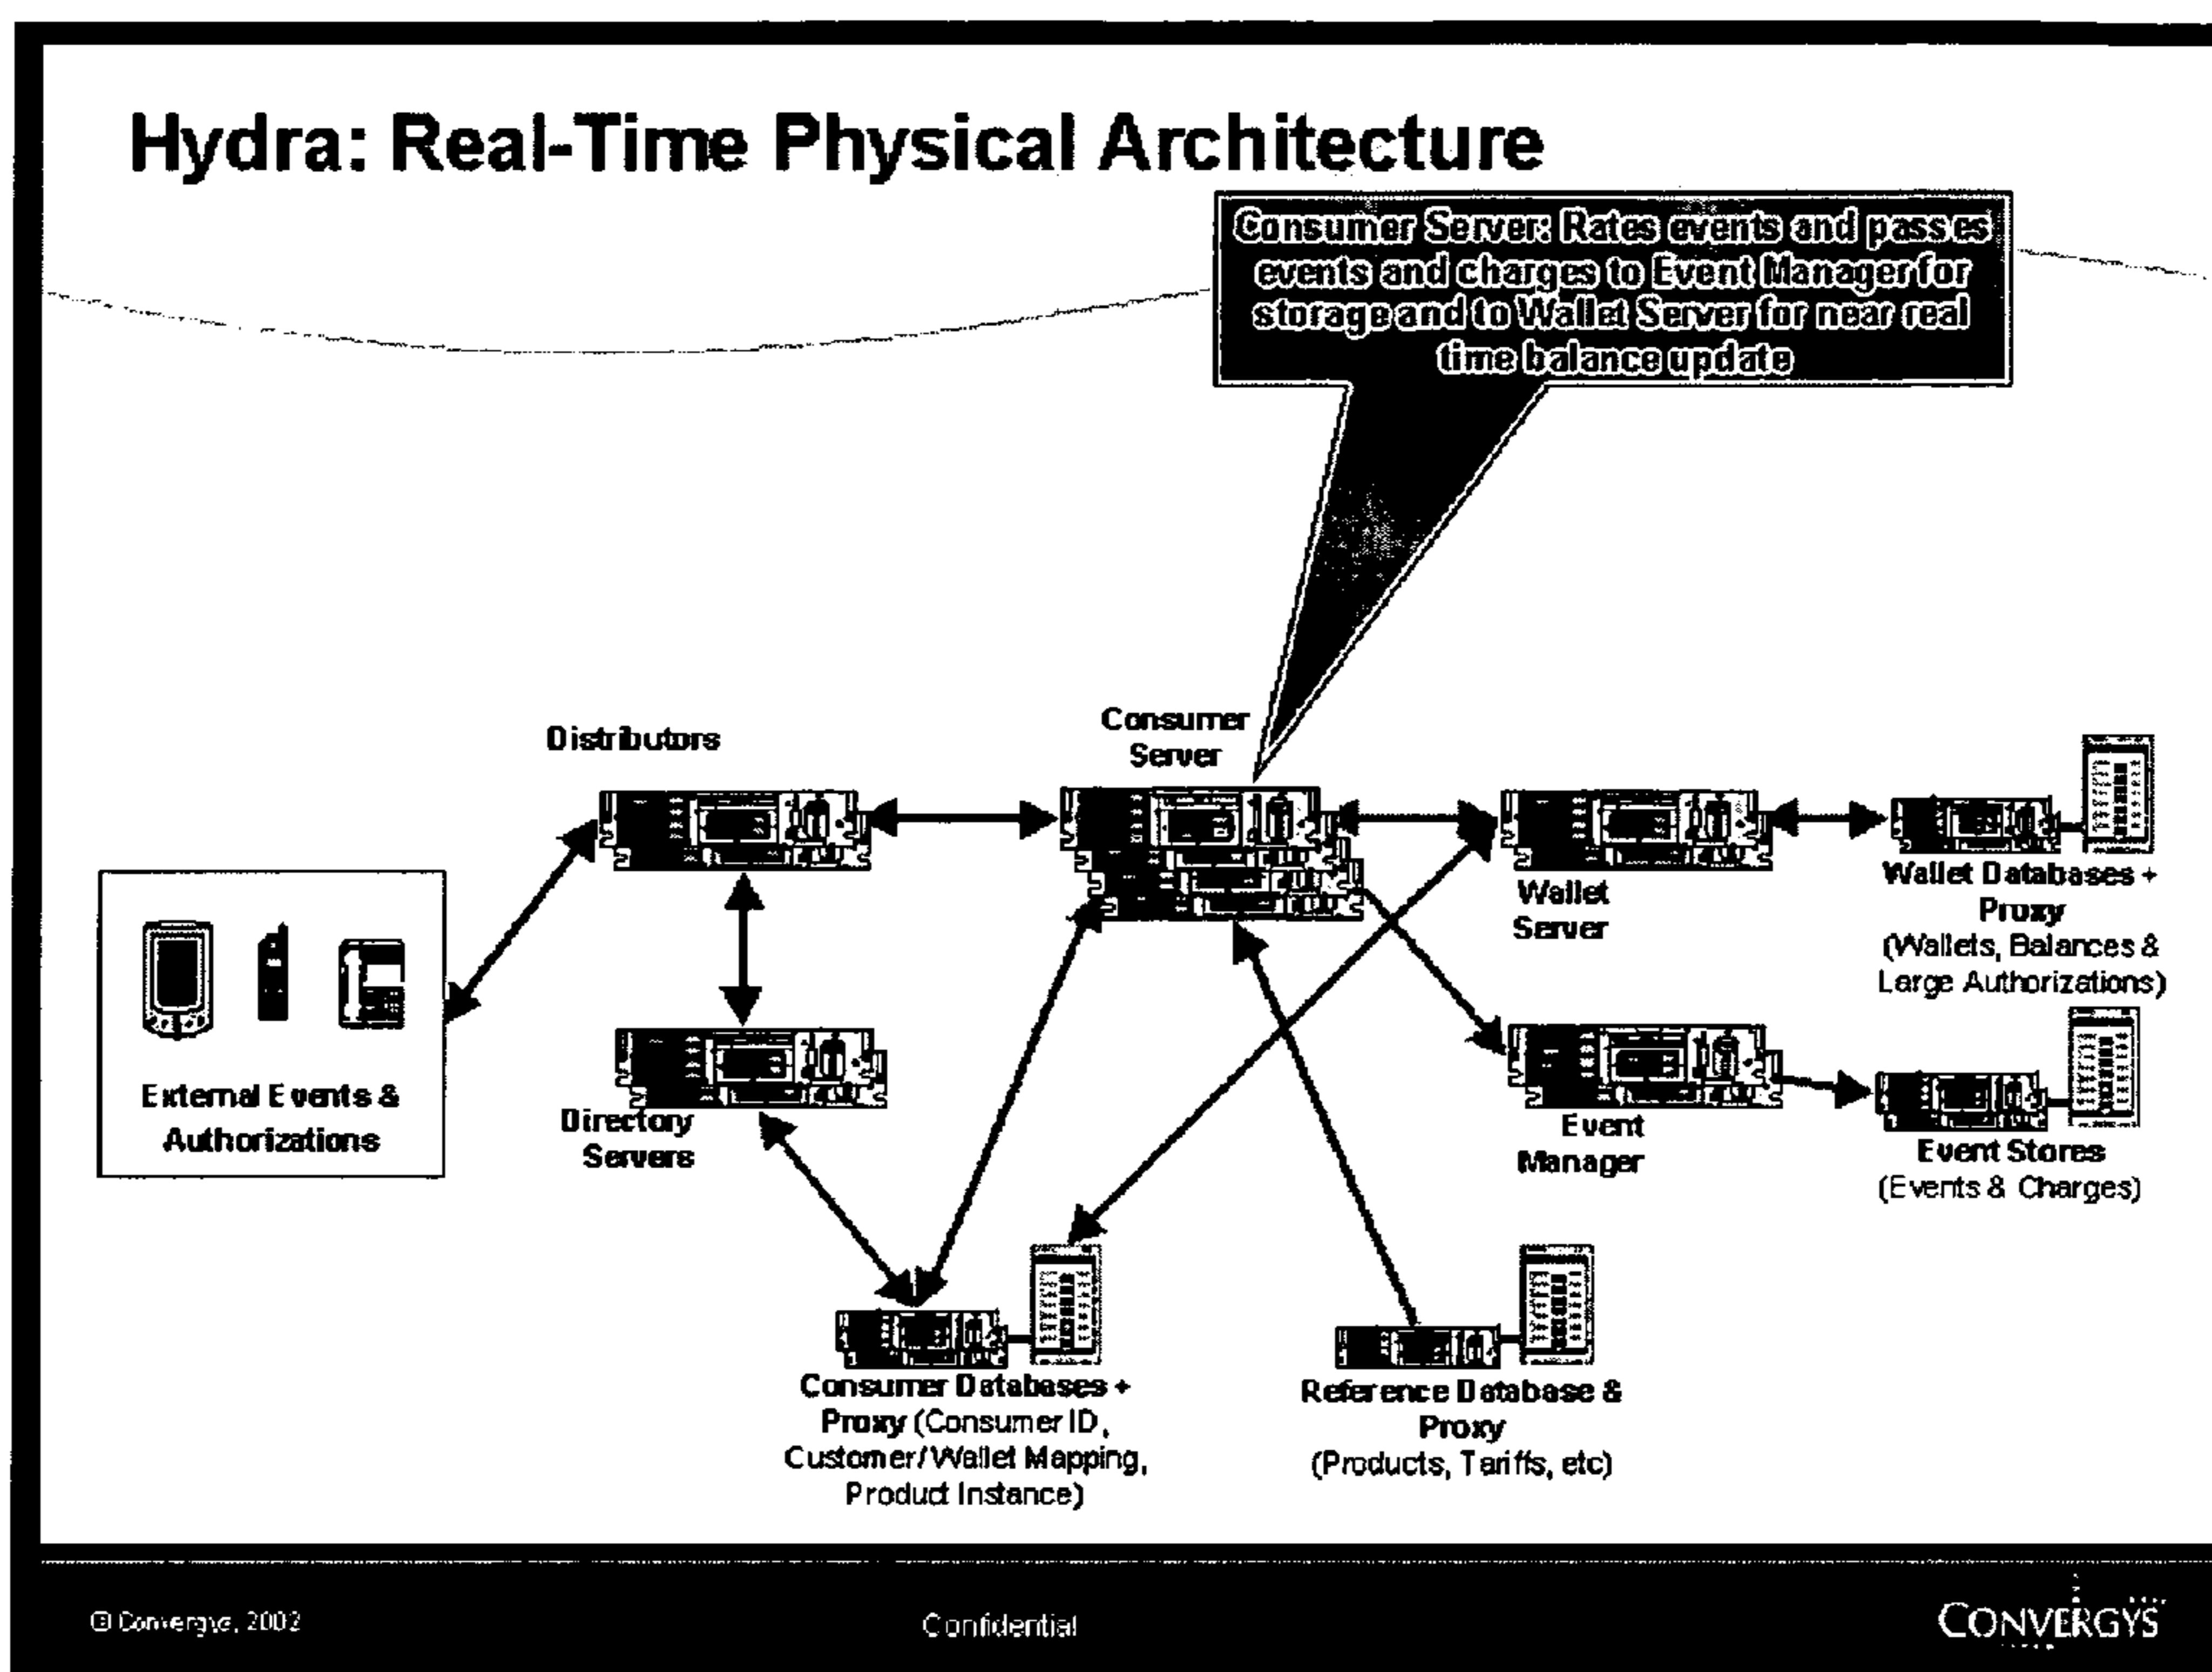 Hydra: Real-Time Physical Architecture
Consumer Server: Rates events and passes
events and charges to Event Manager for
storage and to Wallet Server for near real
time balance update
Distributors
Consumer
Server
Wallet
Server
Wallet Databases +
Proxy
(Wallets, Balances &
Large Authorizations)
External Events &
Authorizations
Directory
Servers
Event
Manager
Event Stores
(Events & Charges)
Consumer Databases +
Proxy (Consumer ID,
Customer/Wallet Mapping,
Product Instance)
Reference Database &
Proxy
(Products, Tariffs, etc)
© Convergys, 2002
Confidential
CONVERGYS